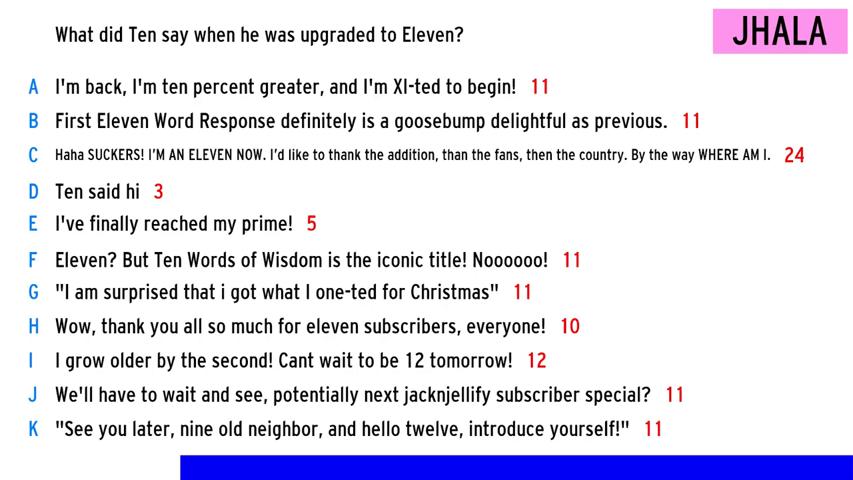 What did Ten say when he was upgraded to Eleven?
JHALA
A I'm back, I'm ten percent greater, and I'm XI-ted to begin! 11
B First Eleven Word Response definitely is a goosebump delightful as previous. 11
C Haha SUCKERS! I'M AN ELEVEN NOW. I'd like to thank the addition, than the fans, then the country. By the way WHERE AM I. 24
D Ten said hi 3
E I've finally reached my prime! 5
F Eleven? But Ten Words of Wisdom is the iconic title! Noooooo! 11
G "I am surprised that i got what I one-ted for Christmas" 11
H Wow, thank you all so much for eleven subscribers, everyone! 10
I I grow older by the second! Cant wait to be 12 tomorrow! 12
J We'll have to wait and see, potentially next jacknjellify subscriber special? 11
K "See you later, nine old neighbor, and hello twelve, introduce yourself!" 11